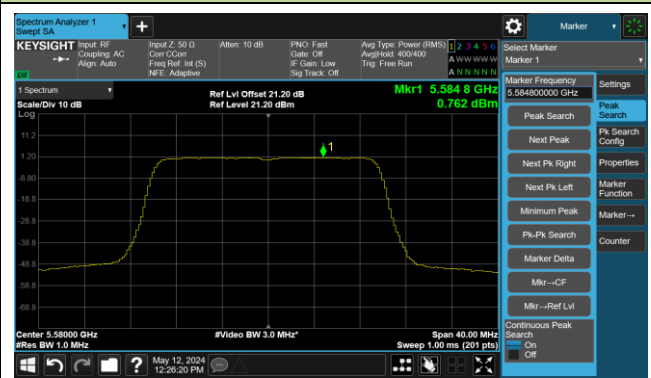 Spectrum Analyzer 1
Swept SA
Marker
KEYSIGHT
Input: RF
Coupling: AC
Align: Auto
Input Z: 50 Ω
Corr CCorr
Freq Ref: Int (S)
NFE: Adaptive
Atten: 10 dB
PNO: Fast
Gate: Off
IF Gain: Low
Sig Track: Off
Avg Type: Power (RMS)
Avg|Hold: 400/400
Trig: Free Run
1 2 3 4 5 6
A W W W W W
A N N N N N
LXI
Select Marker
Marker 1
1 Spectrum
Scale/Div 10 dB
Log
Ref Lvl Offset 21.20 dB
Ref Level 21.20 dBm
Mkr1 5.584 8 GHz
0.762 dBm
11.2
1.20
-8.80
-18.8
-28.8
-38.8
-48.8
-58.8
-68.8
1
Center 5.58000 GHz
#Res BW 1.0 MHz
#Video BW 3.0 MHz*
Span 40.00 MHz
Sweep 1.00 ms (201 pts)
Marker Frequency
5.584800000 GHz
Peak Search
Next Peak
Next Pk Right
Next Pk Left
Minimum Peak
Pk-Pk Search
Marker Delta
Mkr→CF
Mkr→Ref Lvl
Continuous Peak
Search
On
Off
Settings
Peak
Search
Pk Search
Config
Properties
Marker
Function
Marker→
Counter
May 12, 2024
12:26:20 PM